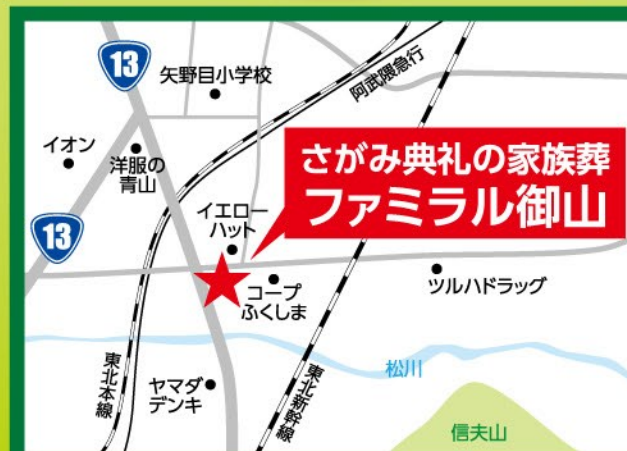 13
矢野目小学校
阿武隈急行
イオン
洋服の
青山
さがみ典礼の家族葬
ファミラル御山
イエロー
ハット
13
コープ
ふくしま
ツルハドラッグ
東北本線
ヤマダ
デンキ
東北新幹線
松川
信夫山